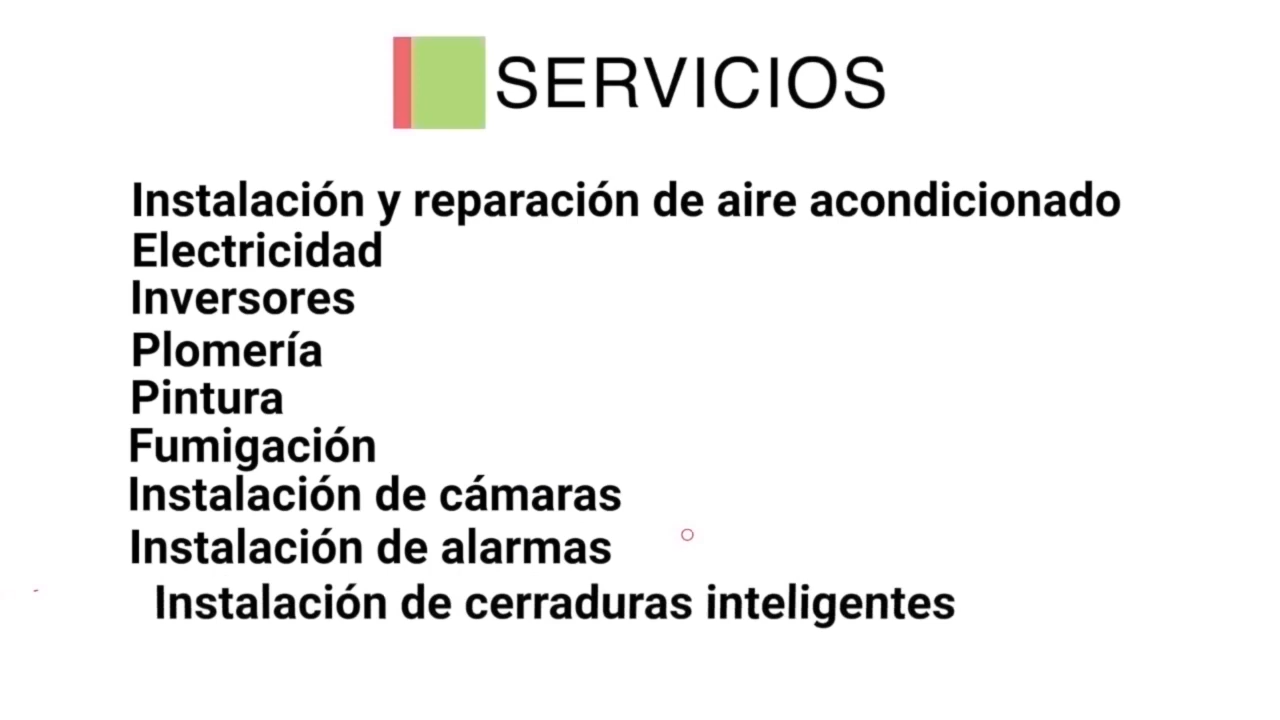 SERVICIOS
Instalación y reparación de aire acondicionado
Electricidad
Inversores
Plomería
Pintura
Fumigación
Instalación de cámaras
Instalación de alarmas
Instalación de cerraduras inteligentes